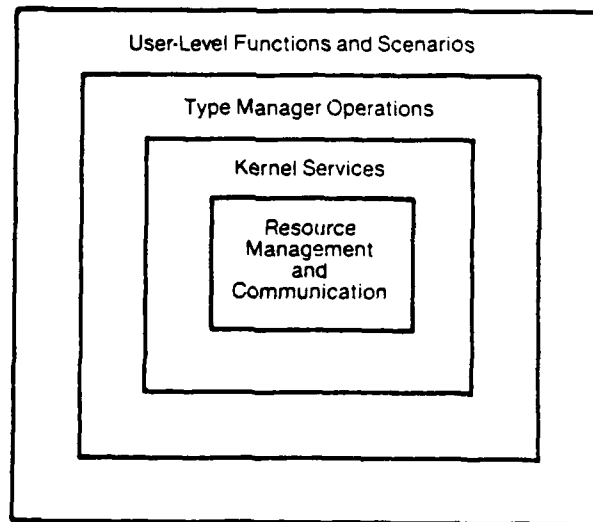 User-Level Functions and Scenarios
Type Manager Operations
Kernel Services
Resource
Management
and
Communication